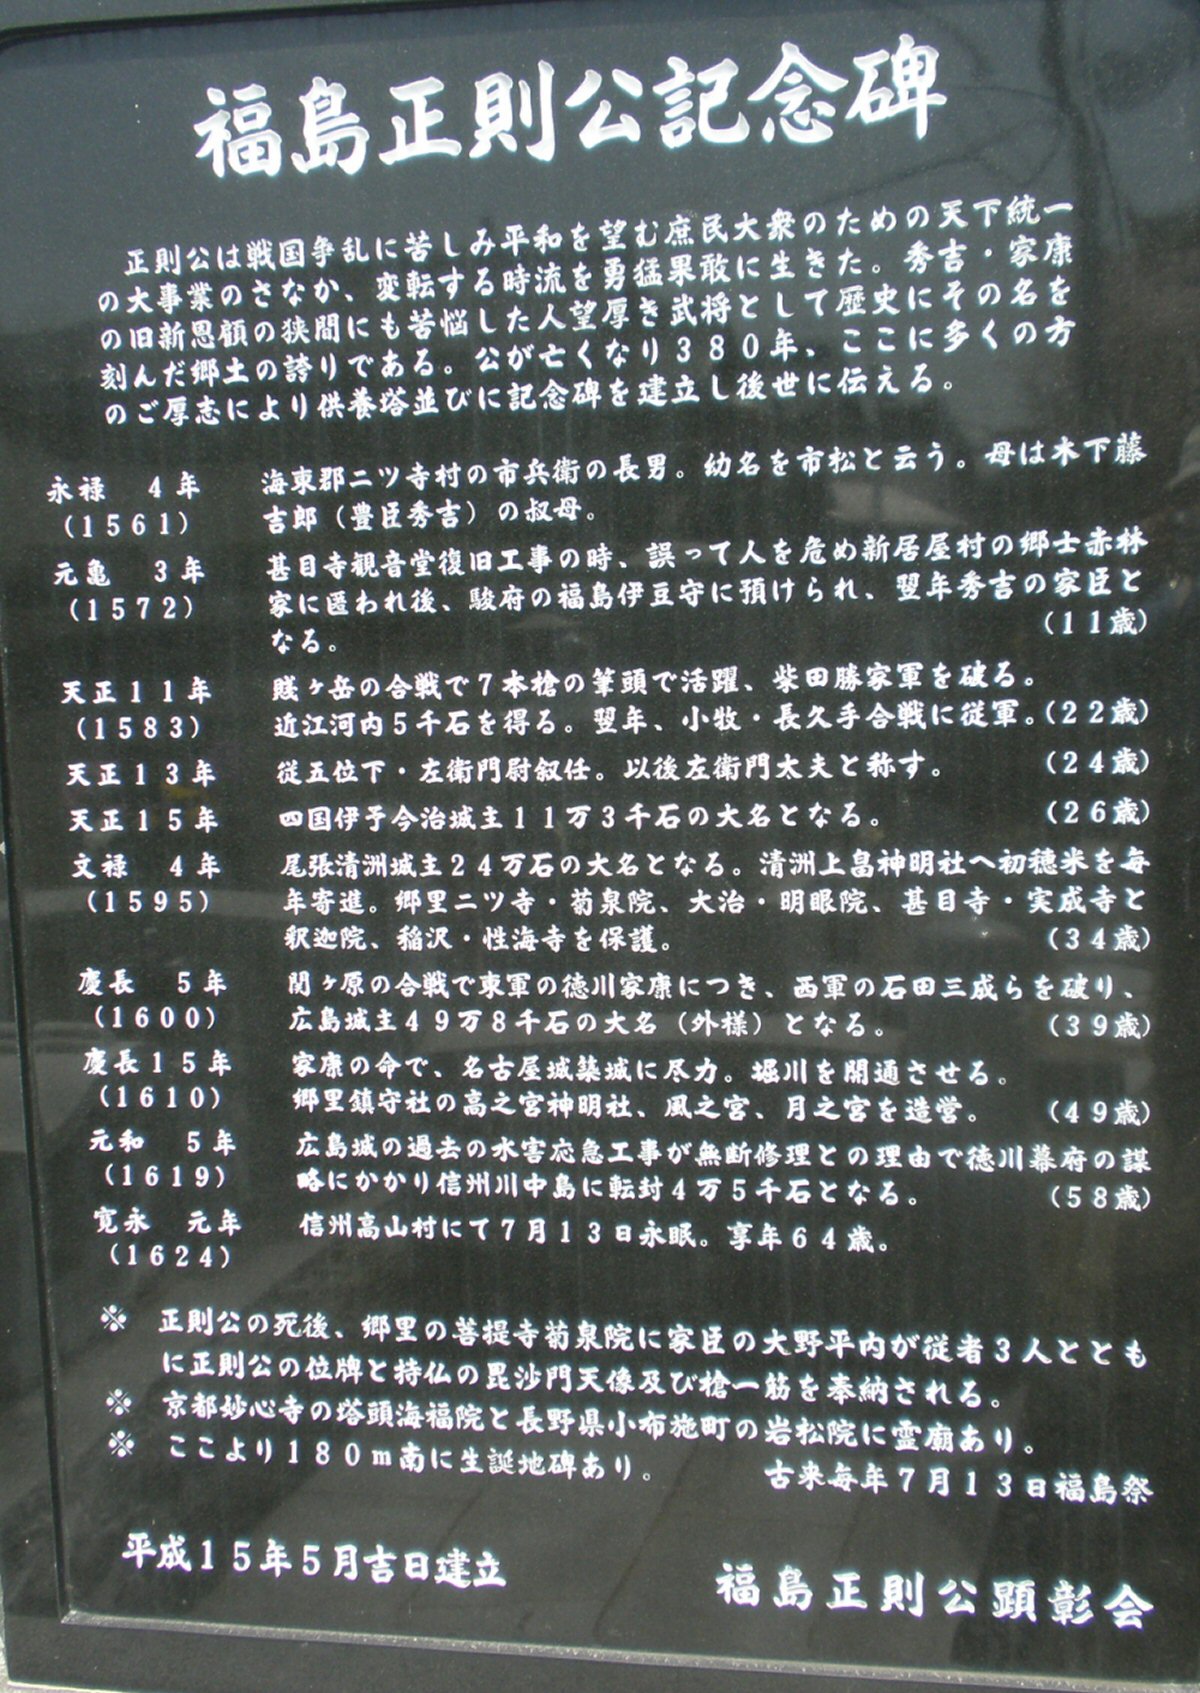 福島正則公記念碑
正則公は戦国争乱に苦しみ平和を望む庶民大衆のための天下統一
の大事業のさなか、変転する時流を勇猛果敢に生きた。秀吉・家康
の旧新恩顧の狭間にも苦悩した人望厚き武将として歴史にその名を
刻んだ郷土の誇りである。公が亡くなり380年、ここに多くの方
のご厚志により供養塔並びに記念碑を建立し後世に伝える。
永禄 4年 海東郡二ツ寺村の市兵衛の長男。幼名を市松と云う。母は木下藤
(1561) 吉郎(豊臣秀吉)の叔母。
元亀 3年 甚目寺観音堂復旧工事の時、誤って人を危め新居屋村の郷士赤林
(1572) 家に匿われ後、駿府の福島伊豆守に預けられ、翌年秀吉の家臣と
なる。 (11歳)
天正11年 賤ヶ岳の合戦で7本槍の筆頭で活躍、柴田勝家軍を破る。
(1583) 近江河内5千石を得る。翌年、小牧・長久手合戦に従軍。(22歳)
天正13年 従五位下・左衛門尉叙任。以後左衛門太夫と称す。 (24歳)
天正15年 四国伊予今治城主11万3千石の大名となる。 (26歳)
文禄 4年 尾張清洲城主24万石の大名となる。清洲上畠神明社へ初穂米を毎
(1595) 年寄進。郷里二ツ寺・菊泉院、大治・明眼院、甚目寺・実成寺と
釈迦院、稲沢・性海寺を保護。 (34歳)
慶長 5年 関ヶ原の合戦で東軍の徳川家康につき、西軍の石田三成らを破り、
(1600) 広島城主49万8千石の大名(外様)となる。 (39歳)
慶長15年 家康の命で、名古屋城築城に尽力。堀川を開通させる。
(1610) 郷里鎮守社の高之宮神明社、風之宮、月之宮を造営。 (49歳)
元和 5年 広島城の過去の水害応急工事が無断修理との理由で徳川幕府の謀
(1619) 略にかかり信州川中島に転封4万5千石となる。 (58歳)
寛永 元年 信州高山村にて7月13日永眠。享年64歳。
(1624)
※ 正則公の死後、郷里の菩提寺菊泉院に家臣の大野平内が従者3人ととも
に正則公の位牌と持仏の毘沙門天像及び槍一筋を奉納される。
※ 京都妙心寺の塔頭海福院と長野県小布施町の岩松院に霊廟あり。
※ ここより180m南に生誕地碑あり。 古来毎年7月13日福島祭
平成15年5月吉日建立 福島正則公顕彰会